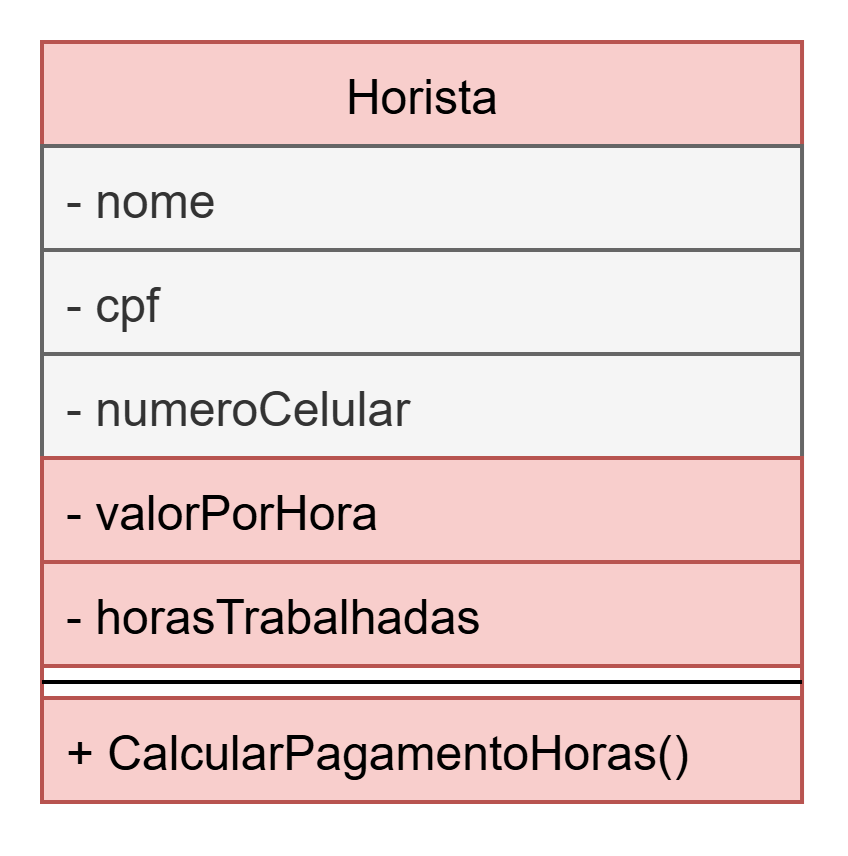 Horista
- nome
- cpf
- numeroCelular
- valorPorHora
- horasTrabalhadas
+ CalcularPagamentoHoras()